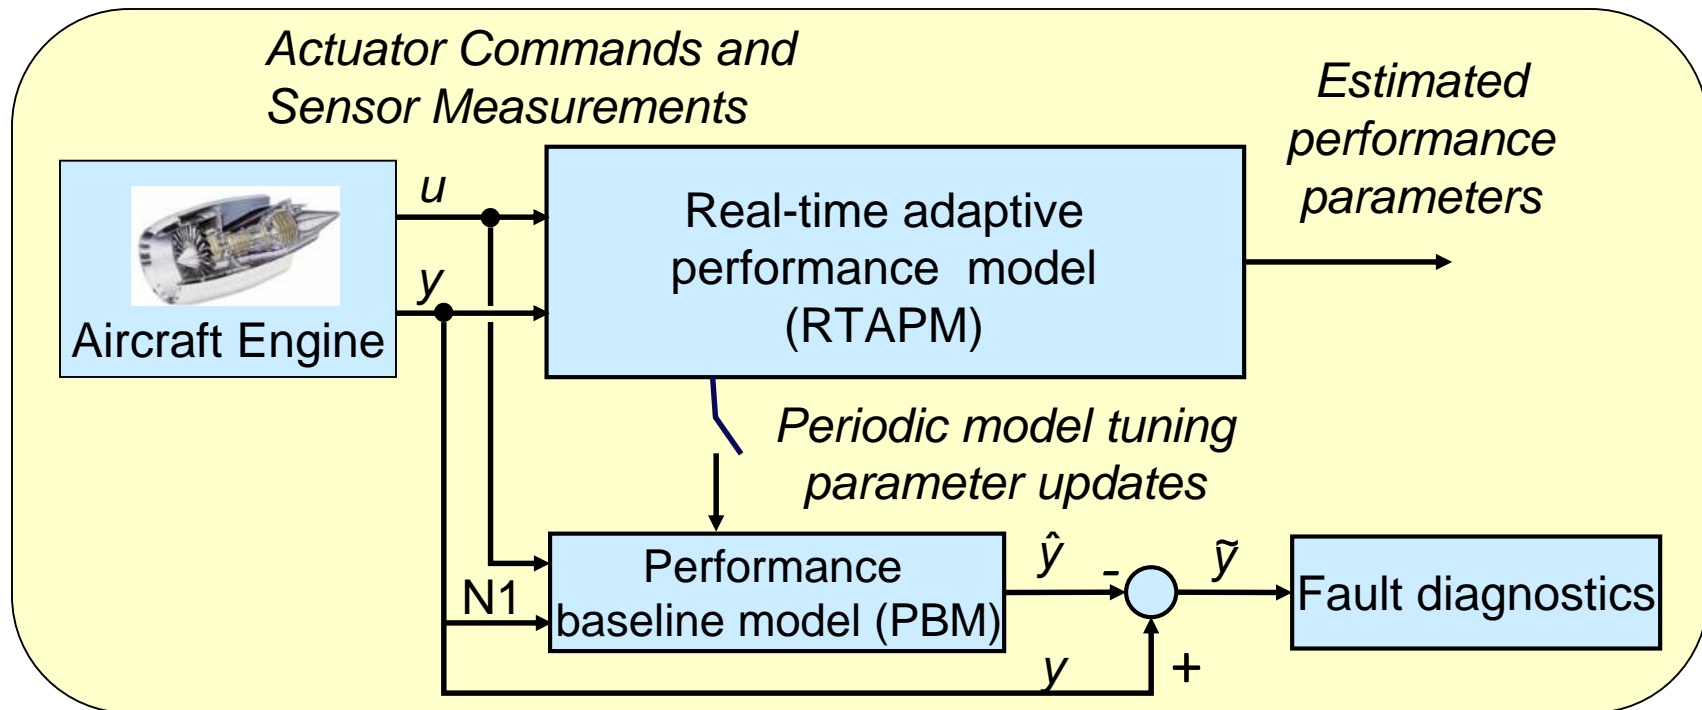 Actuator Commands and
Sensor Measurements
Estimated
performance
parameters
u
y
Aircraft Engine
Real-time adaptive
performance model
(RTAPM)
Periodic model tuning
parameter updates
N1
Performance
baseline model (PBM)
ŷ
-
ỹ
Fault diagnostics
y
+